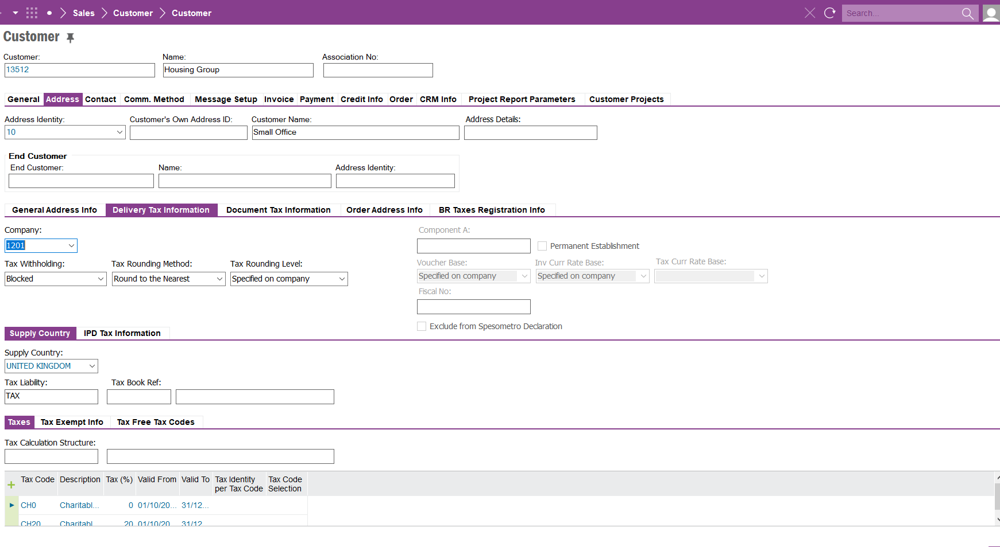 Sales Customer Customer Search...
Customer
Customer: Name: Association No:
13512 Housing Group
General Address Contact Comm. Method Message Setup Invoice Payment Credit Info Order CRM Info Project Report Parameters Customer Projects
Address Identity: Customer's Own Address ID: Customer Name: Address Details:
10 Small Office
End Customer
End Customer: Name: Address Identity:
General Address Info Delivery Tax Information Document Tax Information Order Address Info BR Taxes Registration Info
Company: Component A:
1201 Permanent Establishment
Tax Withholding: Tax Rounding Method: Tax Rounding Level: Voucher Base: Inv Curr Rate Base: Tax Curr Rate Base:
Blocked Round to the Nearest Specified on company Specified on company Specified on company
Fiscal No:
Exclude from Spesometro Declaration
Supply Country IPD Tax Information
Supply Country:
UNITED KINGDOM
Tax Liability: Tax Book Ref:
TAX
Taxes Tax Exempt Info Tax Free Tax Codes
Tax Calculation Structure:
Tax Code Description Tax (%) Valid From Valid To Tax Identity per Tax Code Tax Code Selection
CH0 Charitabl... 0 01/10/20... 31/12...
CH20 Charitabl 20 01/10/20 31/12